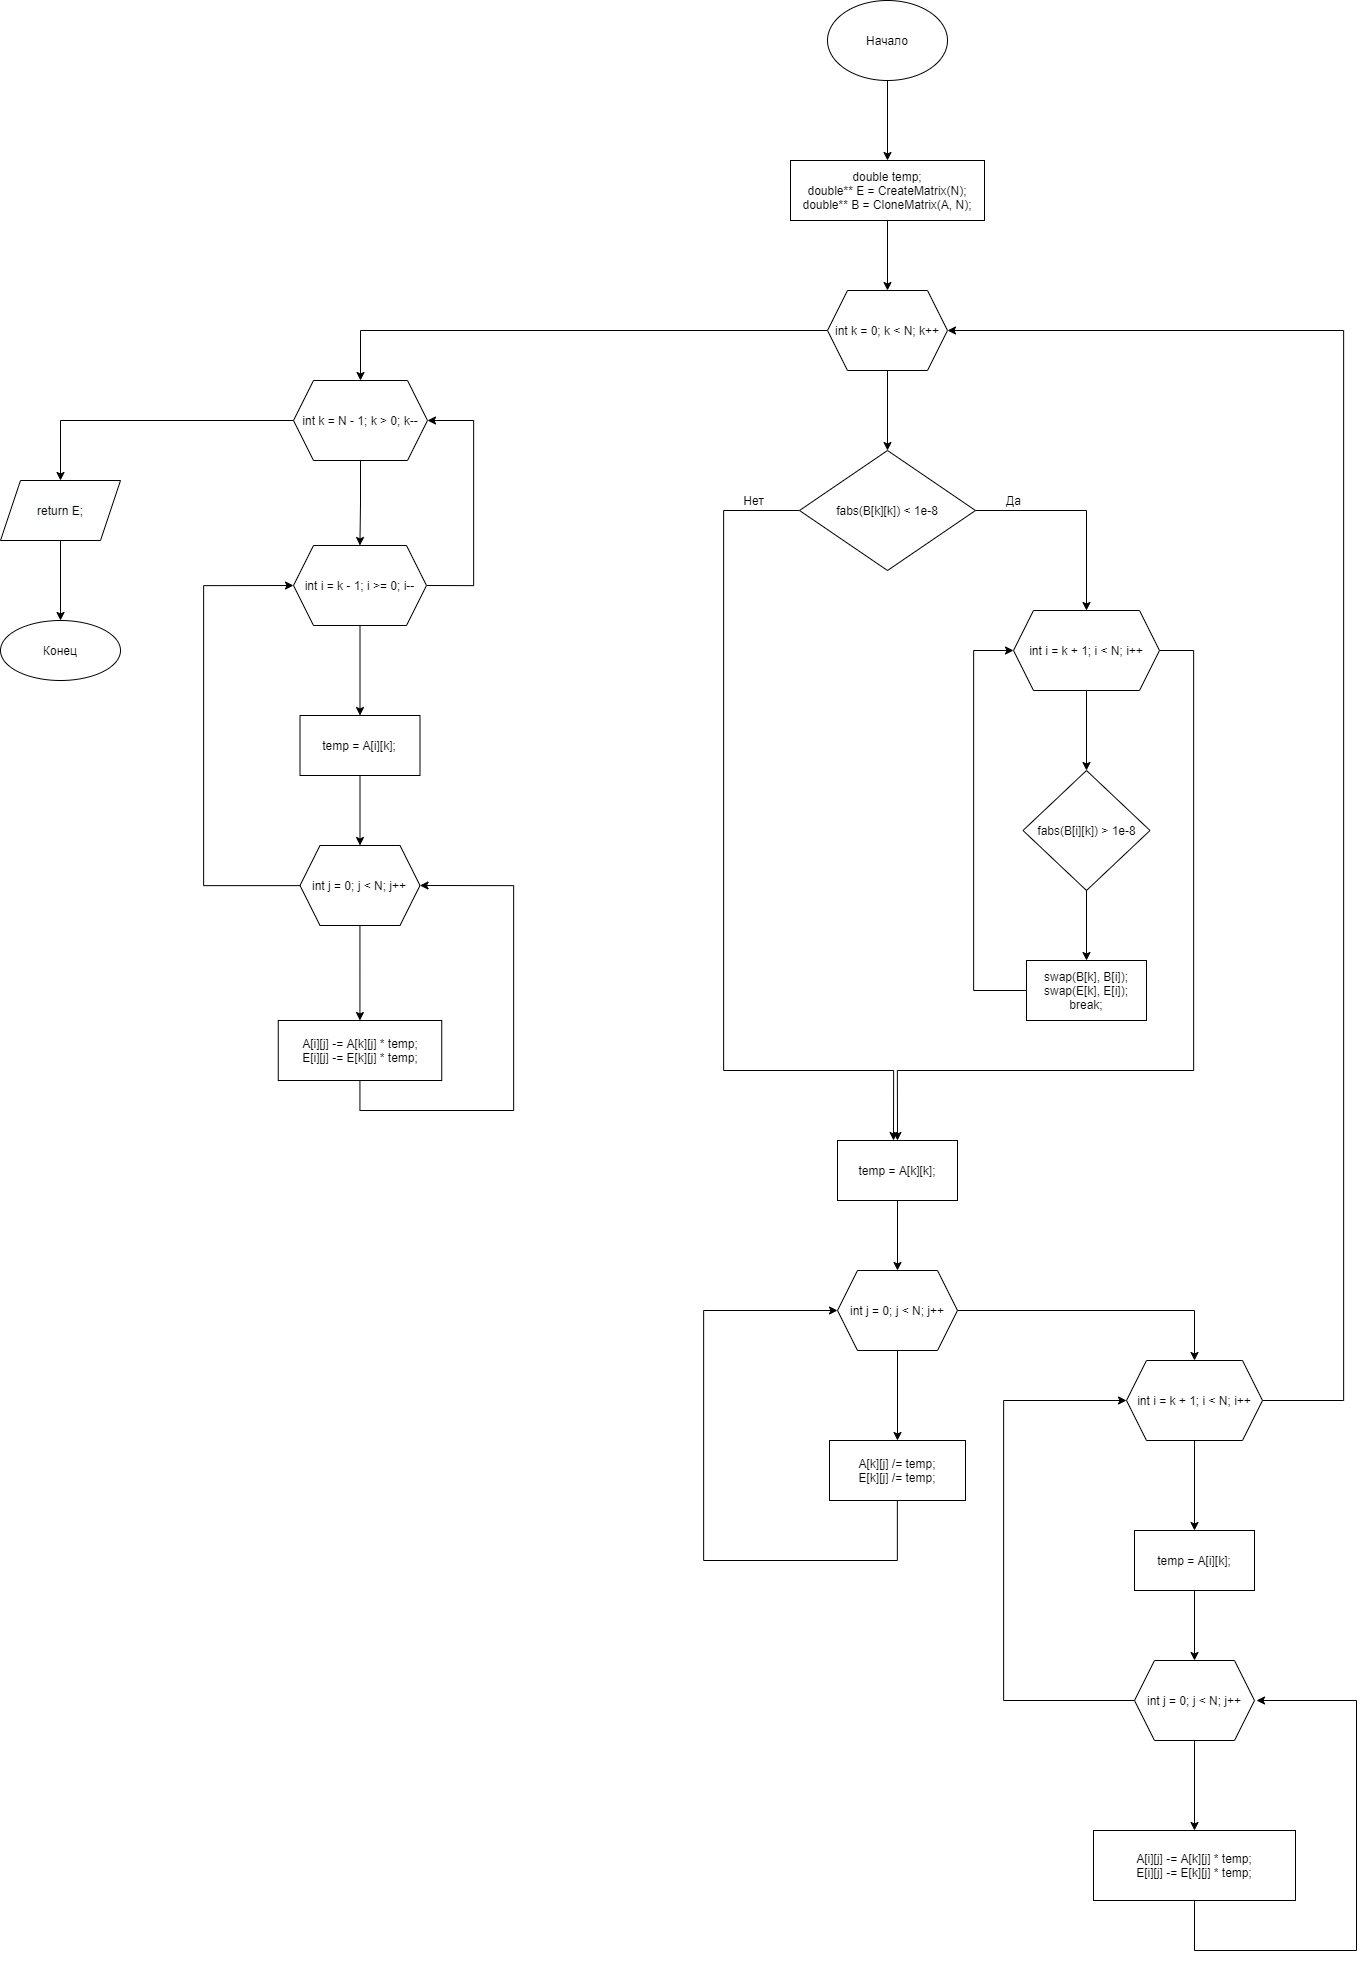 Начало
double temp;
double** E = CreateMatrix(N);
double** B = CloneMatrix(A, N);
int k = 0; k < N; k++
int k = N - 1; k > 0; k--
return E;
Конец
int i = k - 1; i >= 0; i--
temp = A[i][k];
int j = 0; j < N; j++
A[i][j] -= A[k][j] * temp;
E[i][j] -= E[k][j] * temp;
Нет
fabs(B[k][k]) < 1e-8
Да
int i = k + 1; i < N; i++
fabs(B[i][k]) > 1e-8
swap(B[k], B[i]);
swap(E[k], E[i]);
break;
temp = A[k][k];
int j = 0; j < N; j++
A[k][j] /= temp;
E[k][j] /= temp;
int i = k + 1; i < N; i++
temp = A[i][k];
int j = 0; j < N; j++
A[i][j] -= A[k][j] * temp;
E[i][j] -= E[k][j] * temp;